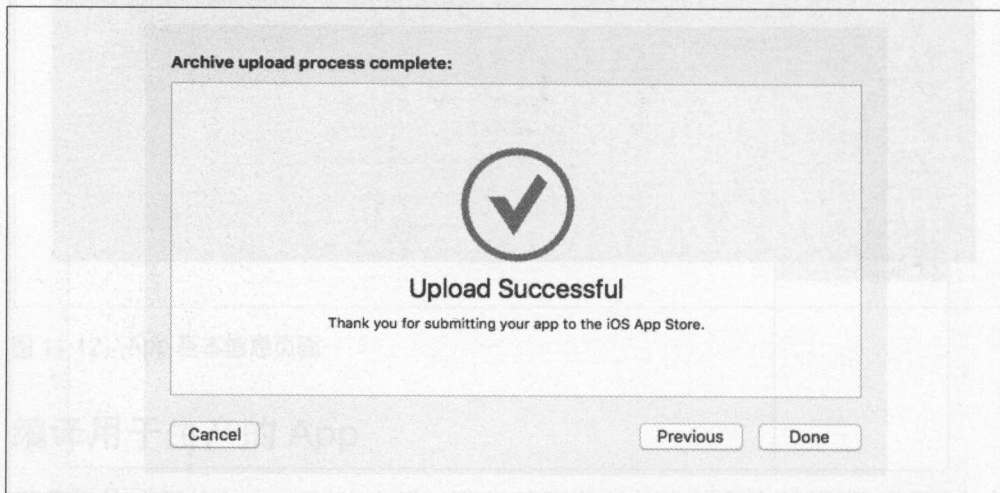 Archive upload process complete:
Upload Successful
Thank you for submitting your app to the iOS App Store.
Cancel
Previous
Done